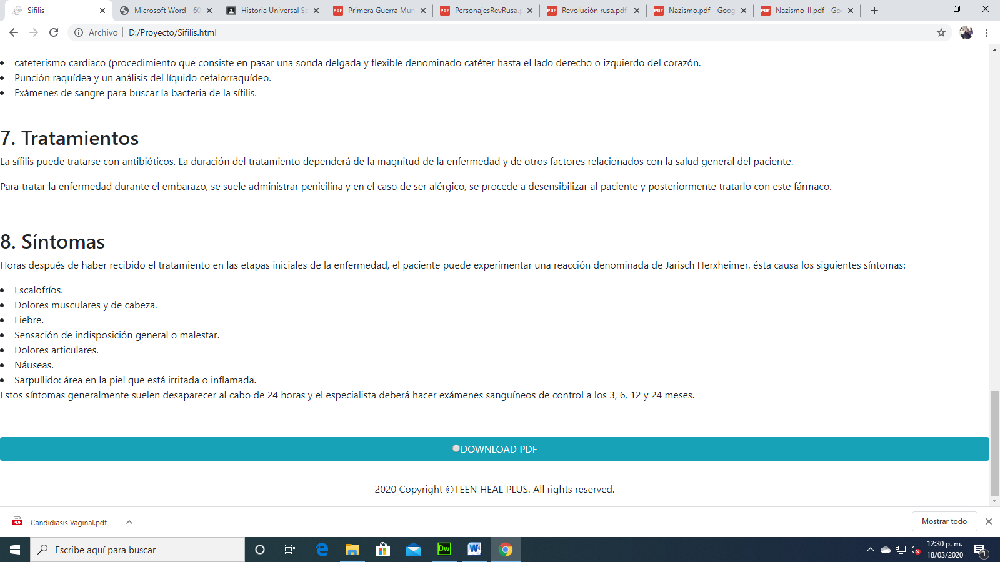 Sifilis
Microsoft Word - 60
Historia Universal Se
Primera Guerra Mun
PersonajesRevRusa.p
Revolución rusa.pdf
Nazismo.pdf - Goog
Nazismo_II.pdf - Go
Archivo
D:/Proyecto/Sifilis.html
cateterismo cardiaco (procedimiento que consiste en pasar una sonda delgada y flexible denominado catéter hasta el lado derecho o izquierdo del corazón.
Punción raquídea y un análisis del líquido cefalorraquídeo.
Exámenes de sangre para buscar la bacteria de la sífilis.
7. Tratamientos
La sífilis puede tratarse con antibióticos. La duración del tratamiento dependerá de la magnitud de la enfermedad y de otros factores relacionados con la salud general del paciente.
Para tratar la enfermedad durante el embarazo, se suele administrar penicilina y en el caso de ser alérgico, se procede a desensibilizar al paciente y posteriormente tratarlo con este fármaco.
8. Síntomas
Horas después de haber recibido el tratamiento en las etapas iniciales de la enfermedad, el paciente puede experimentar una reacción denominada de Jarisch Herxheimer, ésta causa los siguientes síntomas:
Escalofríos.
Dolores musculares y de cabeza.
Fiebre.
Sensación de indisposición general o malestar.
Dolores articulares.
Náuseas.
Sarpullido: área en la piel que está irritada o inflamada.
Estos síntomas generalmente suelen desaparecer al cabo de 24 horas y el especialista deberá hacer exámenes sanguíneos de control a los 3, 6, 12 y 24 meses.
DOWNLOAD PDF
2020 Copyright ©TEEN HEAL PLUS. All rights reserved.
Candidiasis Vaginal.pdf
Mostrar todo
Escribe aquí para buscar
12:30 p. m.
18/03/2020
1